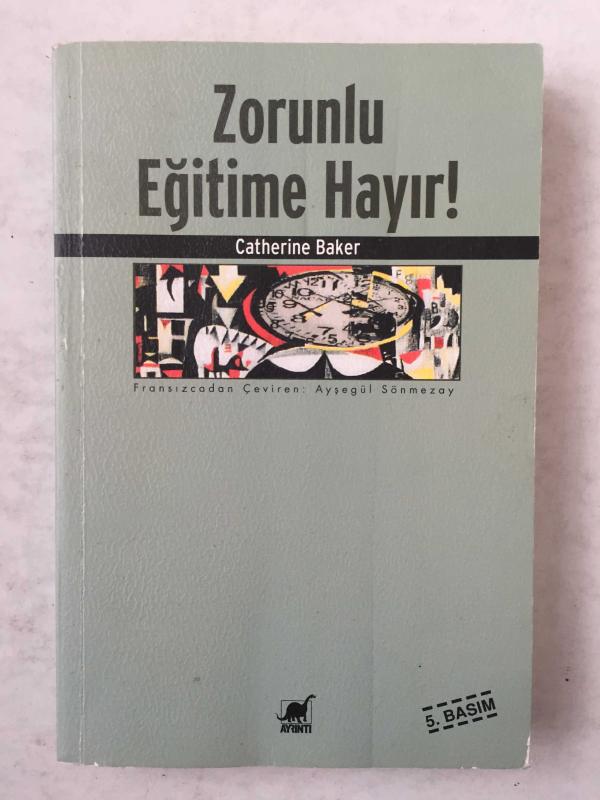 Zorunlu
Eğitime Hayır!
Catherine Baker
Fransızcadan Çeviren: Ayşegül Sönmezay
AYRINTI
5. BASIM